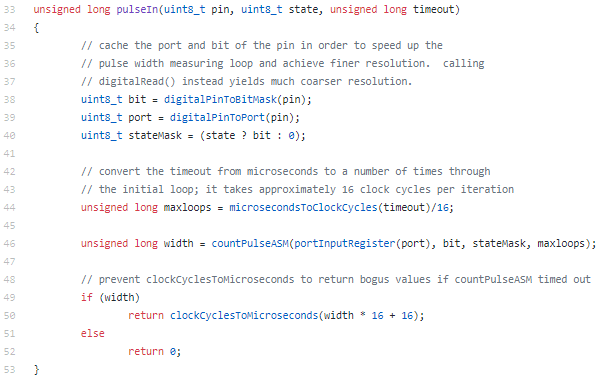 33 unsigned long pulseIn(uint8_t pin, uint8_t state, unsigned long timeout)
34 {
35 // cache the port and bit of the pin in order to speed up the
36 // pulse width measuring loop and achieve finer resolution.  calling
37 // digitalRead() instead yields much coarser resolution.
38 uint8_t bit = digitalPinToBitMask(pin);
39 uint8_t port = digitalPinToPort(pin);
40 uint8_t stateMask = (state ? bit : 0);
41
42 // convert the timeout from microseconds to a number of times through
43 // the initial loop; it takes approximately 16 clock cycles per iteration
44 unsigned long maxloops = microsecondsToClockCycles(timeout)/16;
45
46 unsigned long width = countPulseASM(portInputRegister(port), bit, stateMask, maxloops);
47
48 // prevent clockCyclesToMicroseconds to return bogus values if countPulseASM timed out
49 if (width)
50 return clockCyclesToMicroseconds(width * 16 + 16);
51 else
52 return 0;
53 }